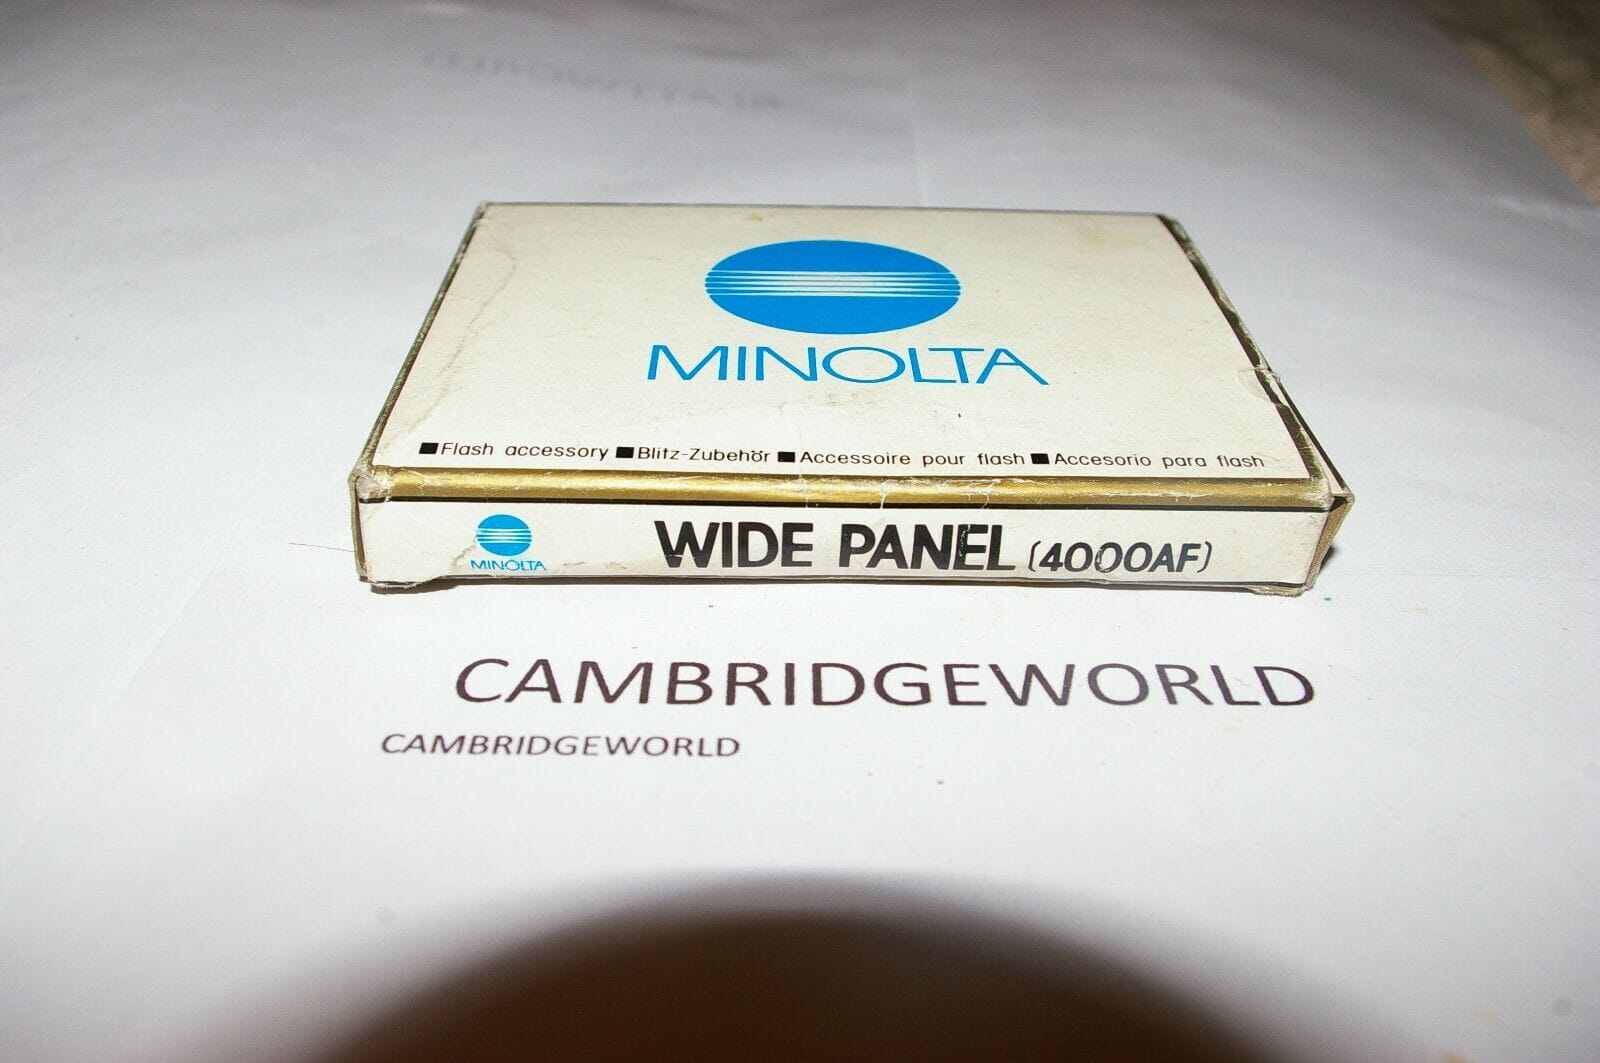 MINOLTA
■Flash accessory ■Blitz-Zubehör ■Accessoire pour flash ■Accesorio para flash
MINOLTA WIDE PANEL (4000AF)
CAMBRIDGEWORLD
CAMBRIDGEWORLD